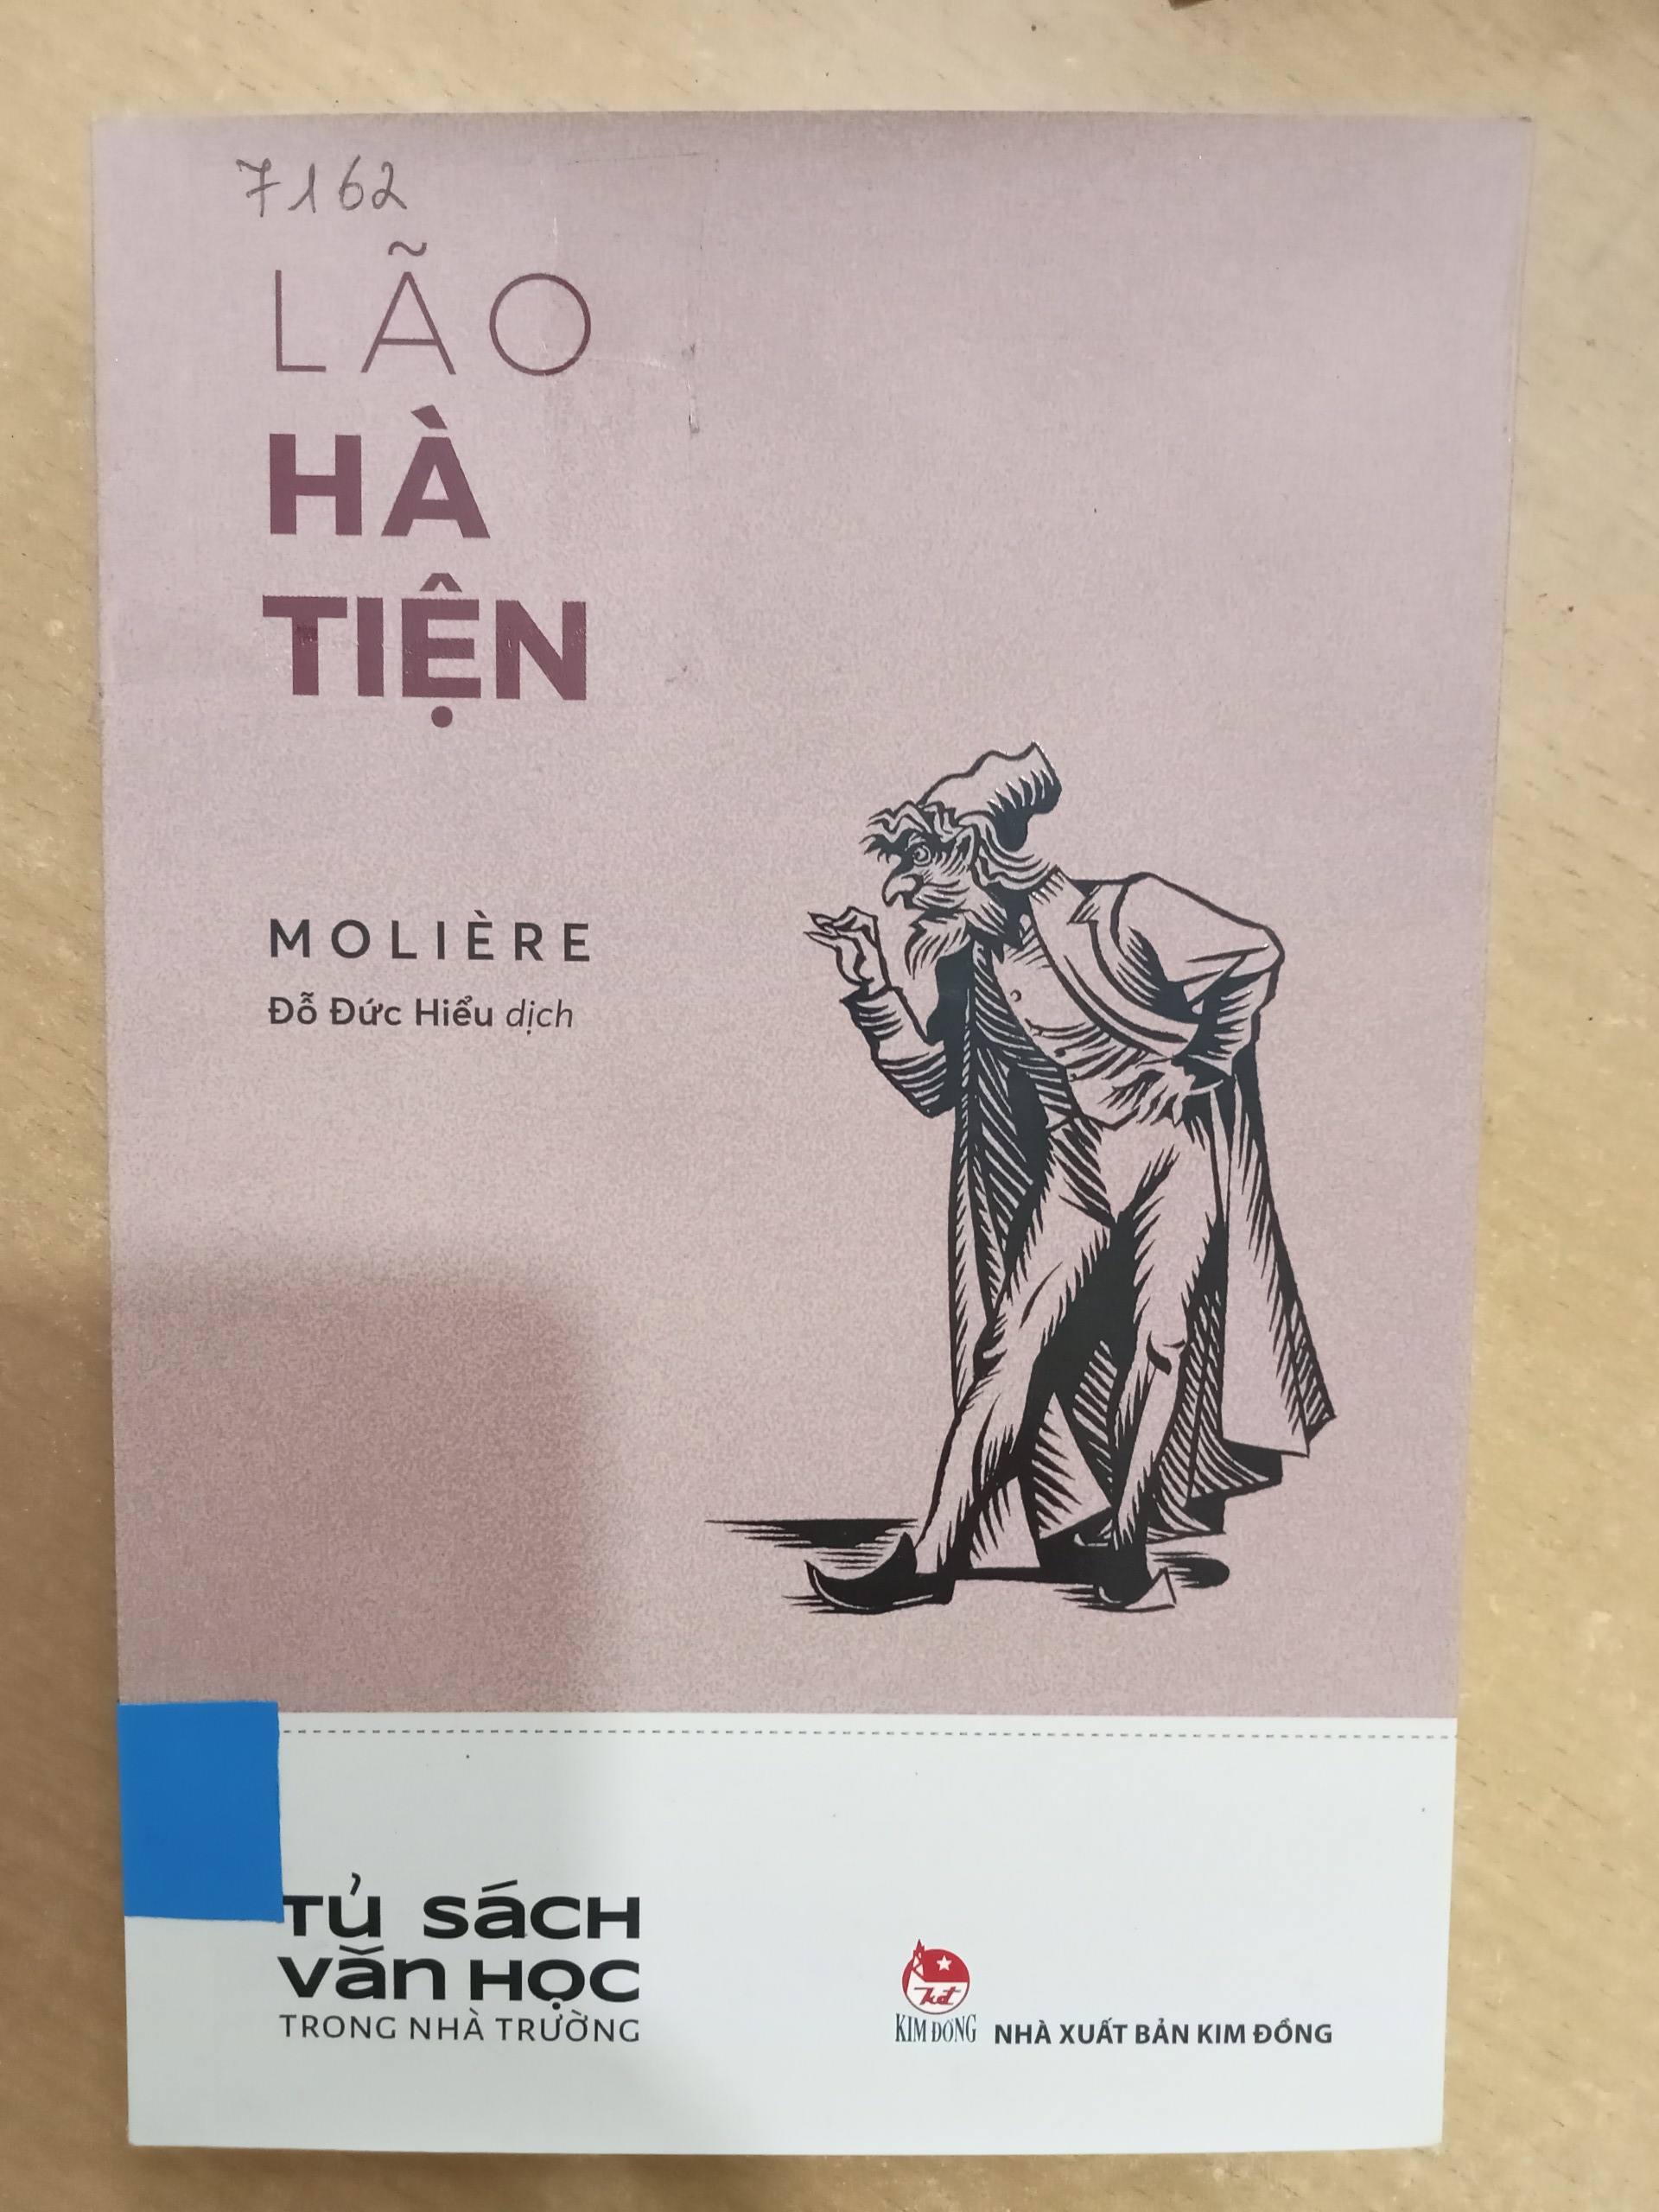 7162
LÃO
HÀ
TIỆN
MOLIÈRE
Đỗ Đức Hiểu dịch
TỦ SÁCH
VĂN HỌC
TRONG NHÀ TRƯỜNG
kđ
KIM ĐỒNG
NHÀ XUẤT BẢN KIM ĐỒNG